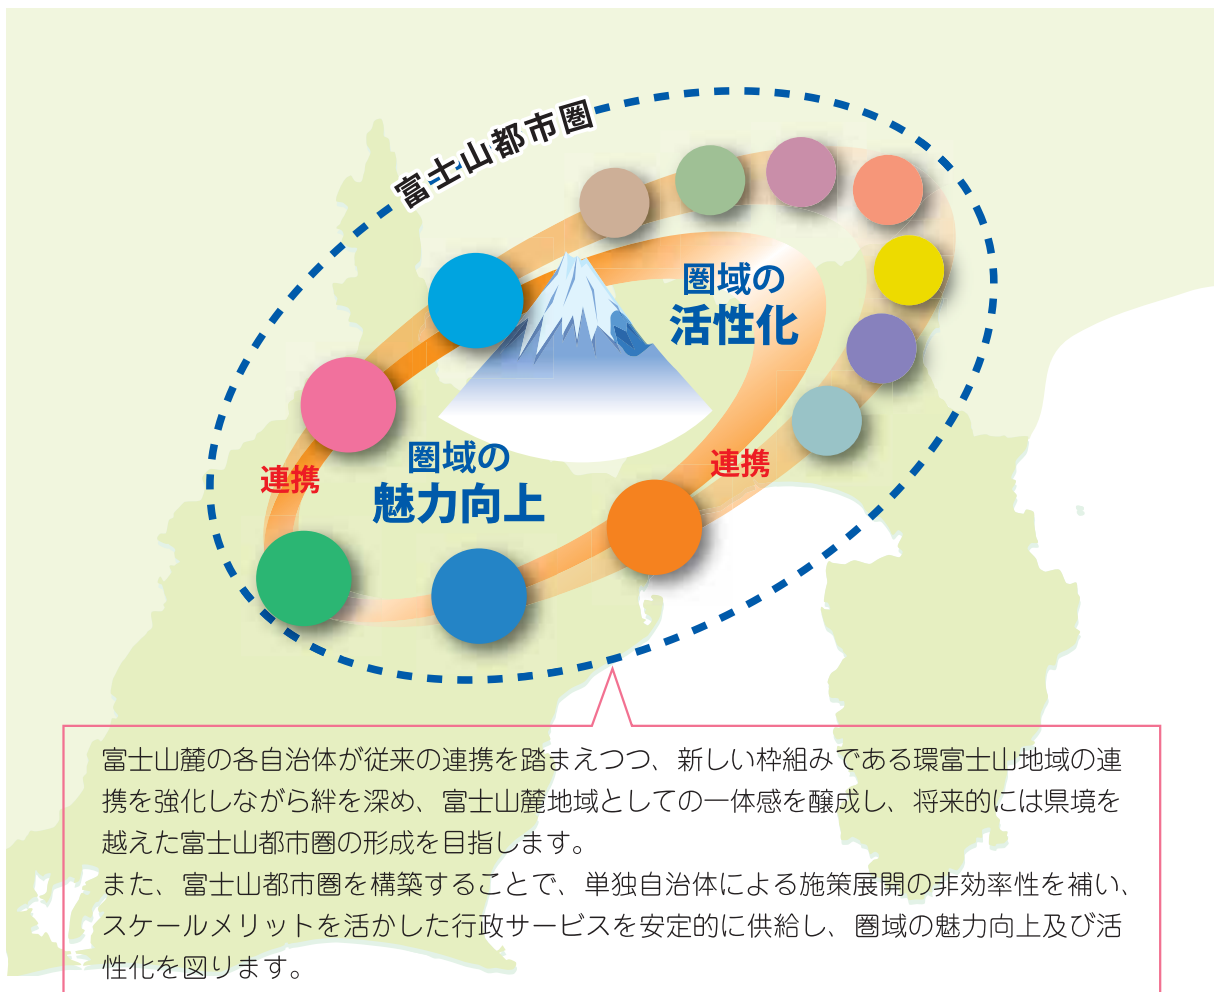 富士山都市圏
圏域の
活性化
圏域の
魅力向上
連携
連携
富士山麓の各自治体が従来の連携を踏まえつつ、新しい枠組みである環富士山地域の連
携を強化しながら絆を深め、富士山麓地域としての一体感を醸成し、将来的には県境を
越えた富士山都市圏の形成を目指します。
また、富士山都市圏を構築することで、単独自治体による施策展開の非効率性を補い、
スケールメリットを活かした行政サービスを安定的に供給し、圏域の魅力向上及び活
性化を図ります。